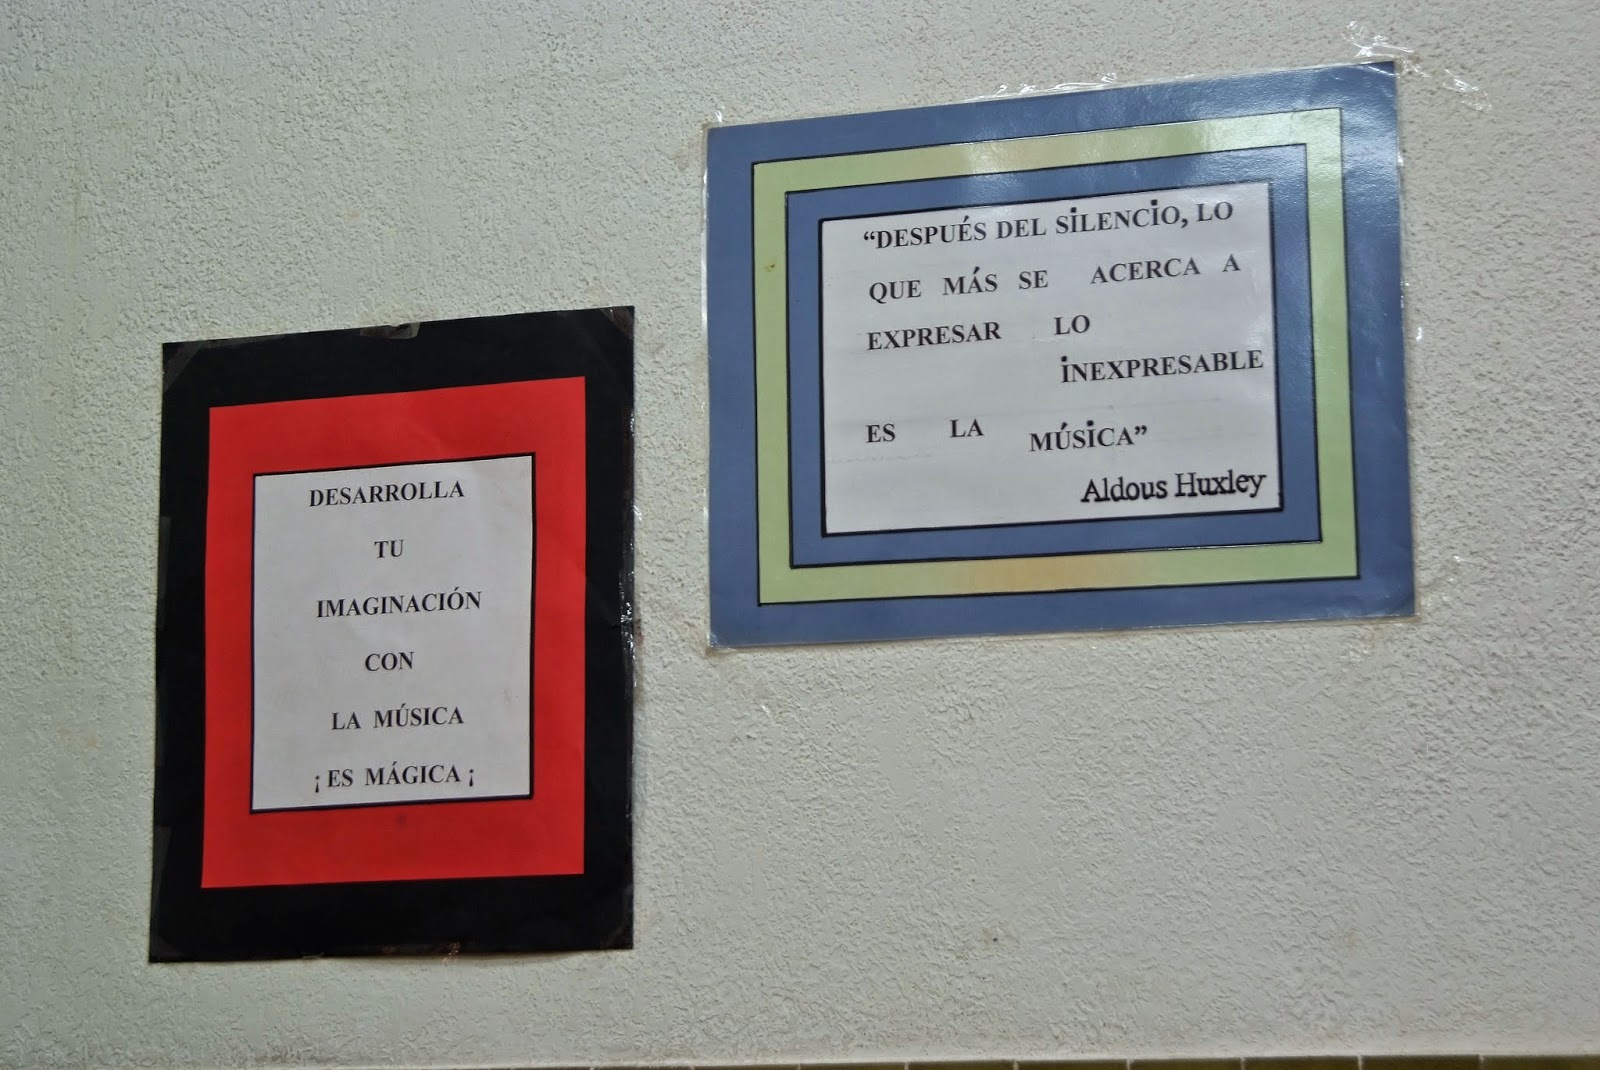 DESARROLLA
TU
IMAGINACIÓN
CON
LA MÚSICA
¡ ES MÁGICA ¡
“DESPUÉS DEL SiLENCiO, LO
QUE MÁS SE ACERCA A
EXPRESAR LO
iNEXPRESABLE
ES LA MÚSiCA”
Aldous Huxley